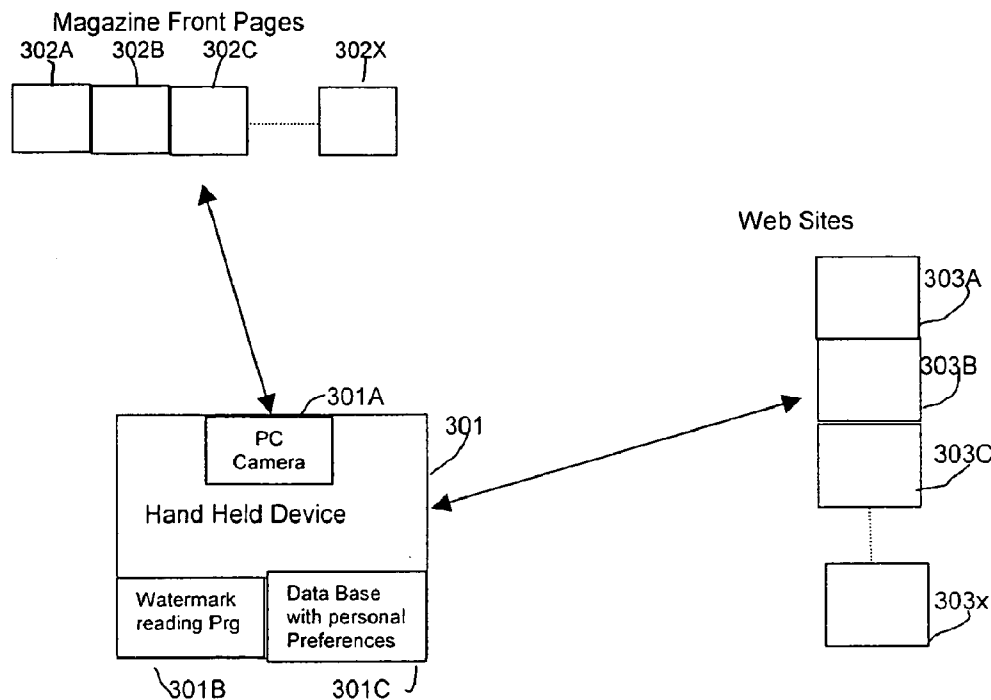 Magazine Front Pages
302A 302B 302C 302X
Web Sites
303A
303B
303C
303x
301A
301
PC
Camera
Hand Held Device
Watermark
reading Prg
Data Base
with personal
Preferences
301B 301C